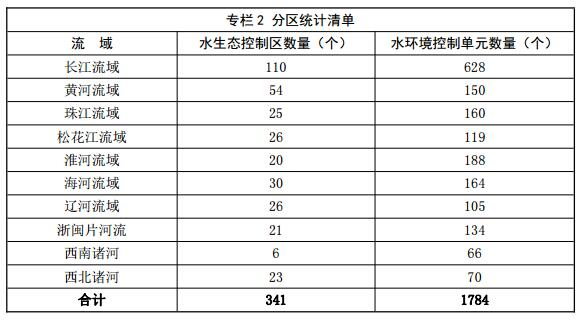 专栏 2 分区统计清单
流 域 水生态控制区数量（个） 水环境控制单元数量（个）
长江流域 110 628
黄河流域 54 150
珠江流域 25 160
松花江流域 26 119
淮河流域 20 188
海河流域 30 164
辽河流域 26 105
浙闽片河流 21 134
西南诸河 6 66
西北诸河 23 70
合计 341 1784